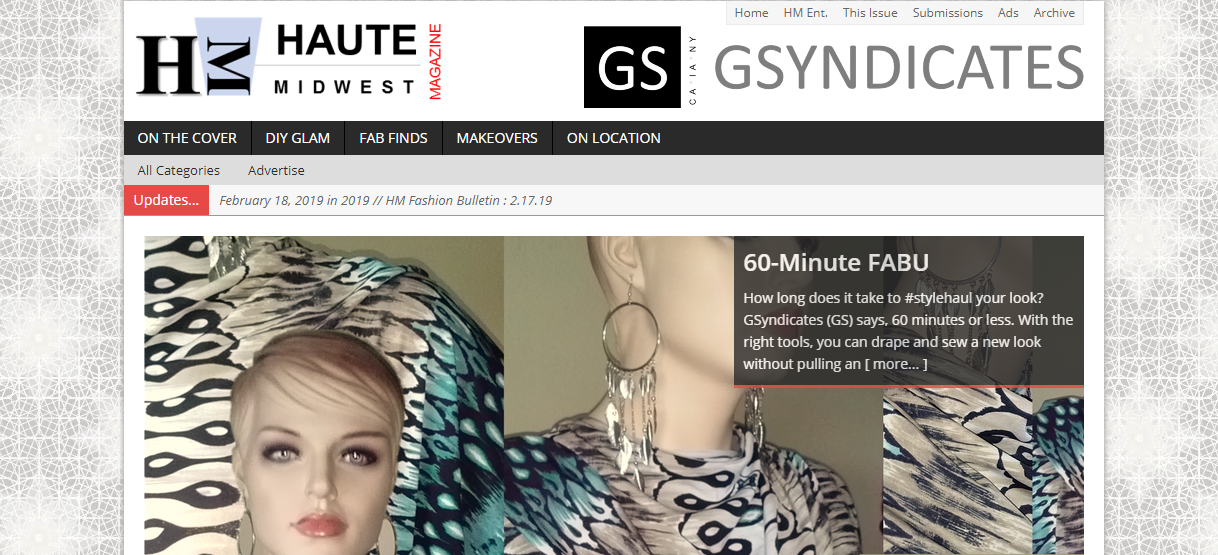 Home HM Ent. This Issue Submissions Ads Archive
HM HAUTE
MIDWEST
MAGAZINE
GS
CA | IA | NY
GSYNDICATES
ON THE COVER DIY GLAM FAB FINDS MAKEOVERS ON LOCATION
All Categories Advertise
Updates... February 18, 2019 in 2019 // HM Fashion Bulletin : 2.17.19
60-Minute FABU
How long does it take to #stylehaul your look?
GSyndicates (GS) says, 60 minutes or less. With the
right tools, you can drape and sew a new look
without pulling an [ more... ]